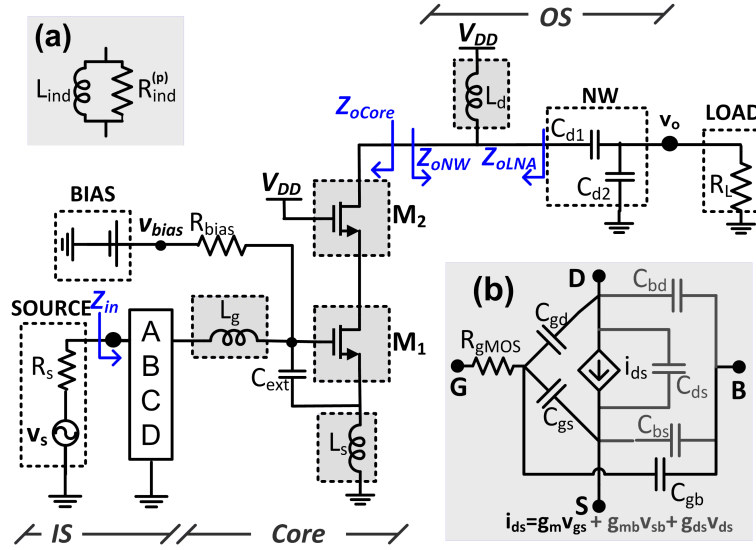 OS
(a)
V_DD
L_ind
R_ind^(p)
L_d
NW
LOAD
Z_oCore
Z_oNW
Z_oLNA
C_d1
v_o
C_d2
R_L
BIAS
V_DD
M_2
v_bias
R_bias
SOURCE
Z_in
L_g
M_1
R_s
A
B
C
D
C_ext
v_s
L_s
IS
Core
(b)
D
C_bd
C_gd
R_gMOS
G
i_ds
C_ds
B
C_gs
C_bs
C_gb
S
i_ds=g_mv_gs + g_mbv_sb+ g_dsv_ds